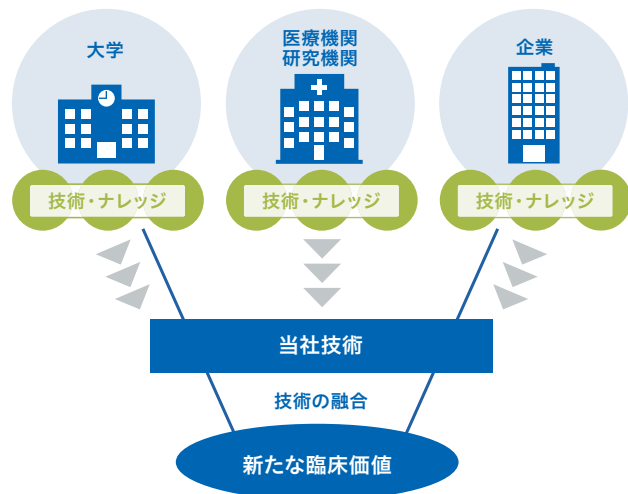 大学
医療機関
研究機関
企業
技術・ナレッジ
技術・ナレッジ
技術・ナレッジ
当社技術
技術の融合
新たな臨床価値